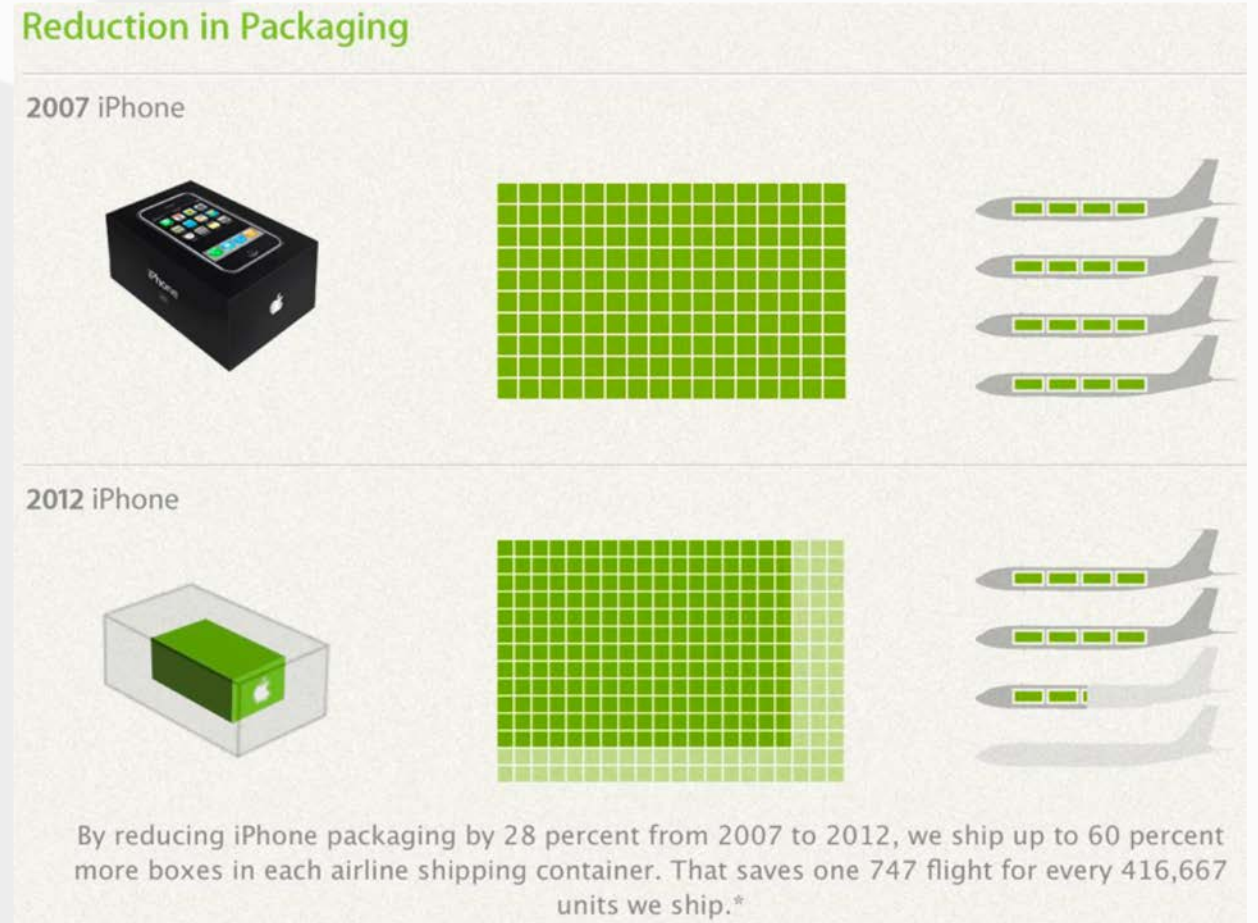 Reduction in Packaging
2007 iPhone
iPhone
2012 iPhone
By reducing iPhone packaging by 28 percent from 2007 to 2012, we ship up to 60 percent
more boxes in each airline shipping container. That saves one 747 flight for every 416,667
units we ship.*